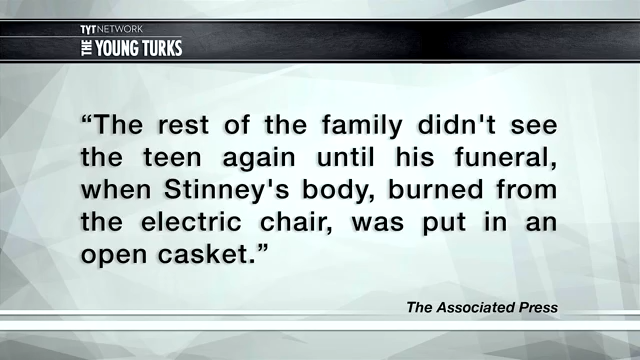 TYT NETWORK
THE YOUNG TURKS
“The rest of the family didn't see
the teen again until his funeral,
when Stinney's body, burned from
the electric chair, was put in an
open casket.”
The Associated Press